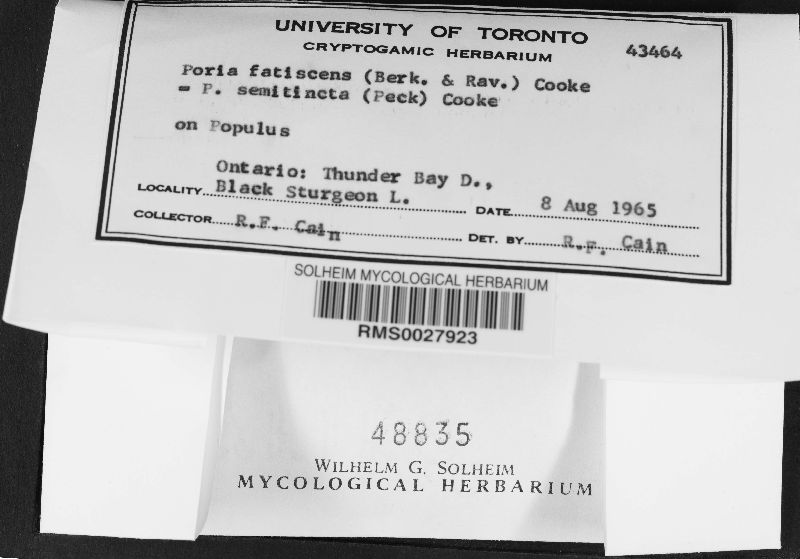 UNIVERSITY OF TORONTO
CRYPTOGAMIC HERBARIUM 43464
Poria fatiscens (Berk. & Rav.) Cooke
= P. semitincta (Peck) Cooke
on Populus
Ontario: Thunder Bay D.,
LOCALITY Black Sturgeon L. DATE 8 Aug 1965
COLLECTOR R.F. Cain DET. BY R.F. Cain
SOLHEIM MYCOLOGICAL HERBARIUM
RMS0027923
48835
WILHELM G. SOLHEIM
MYCOLOGICAL HERBARIUM